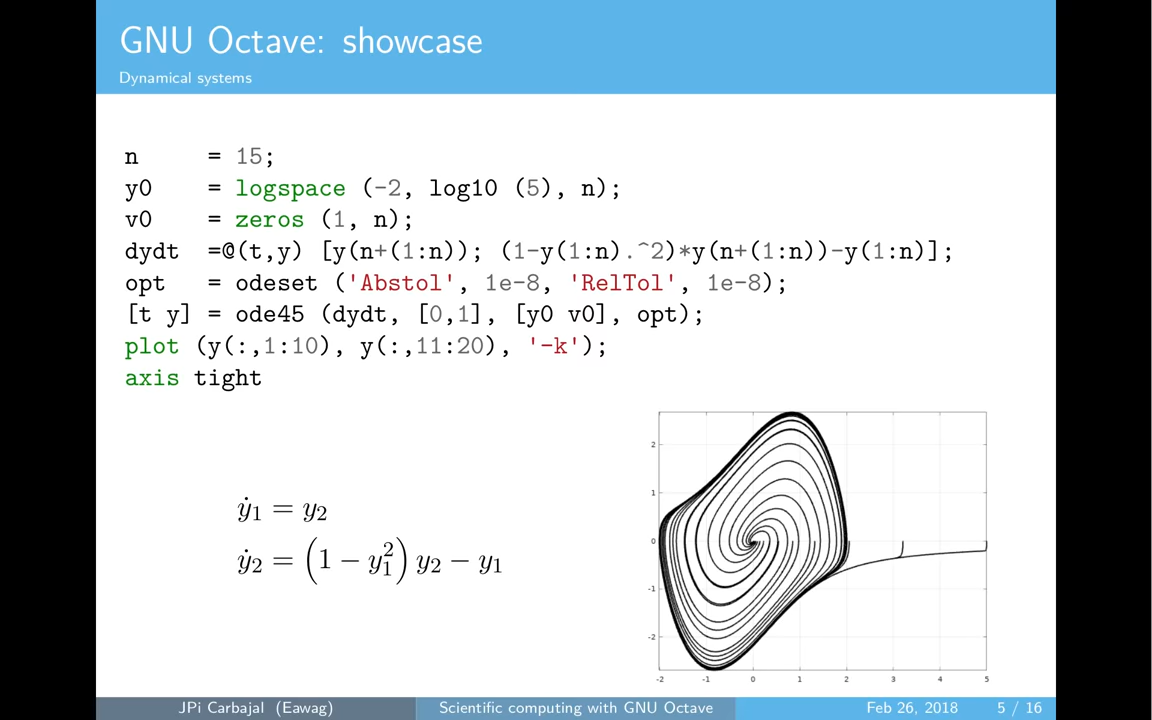 GNU Octave: showcase
Dynamical systems
n = 15;
y0 = logspace (-2, log10 (5), n);
v0 = zeros (1, n);
dydt =@(t,y) [y(n+(1:n)); (1-y(1:n).^2)*y(n+(1:n))-y(1:n)];
opt = odeset ('Abstol', 1e-8, 'RelTol', 1e-8);
[t y] = ode45 (dydt, [0,1], [y0 v0], opt);
plot (y(:,1:10), y(:,11:20), '-k');
axis tight
ẏ₁ = y₂
ẏ₂ = (1 − y₁²) y₂ − y₁
2
1
0
-1
-2
-2 -1 0 1 2 3 4 5
JPi Carbajal (Eawag) Scientific computing with GNU Octave Feb 26, 2018 5 / 16